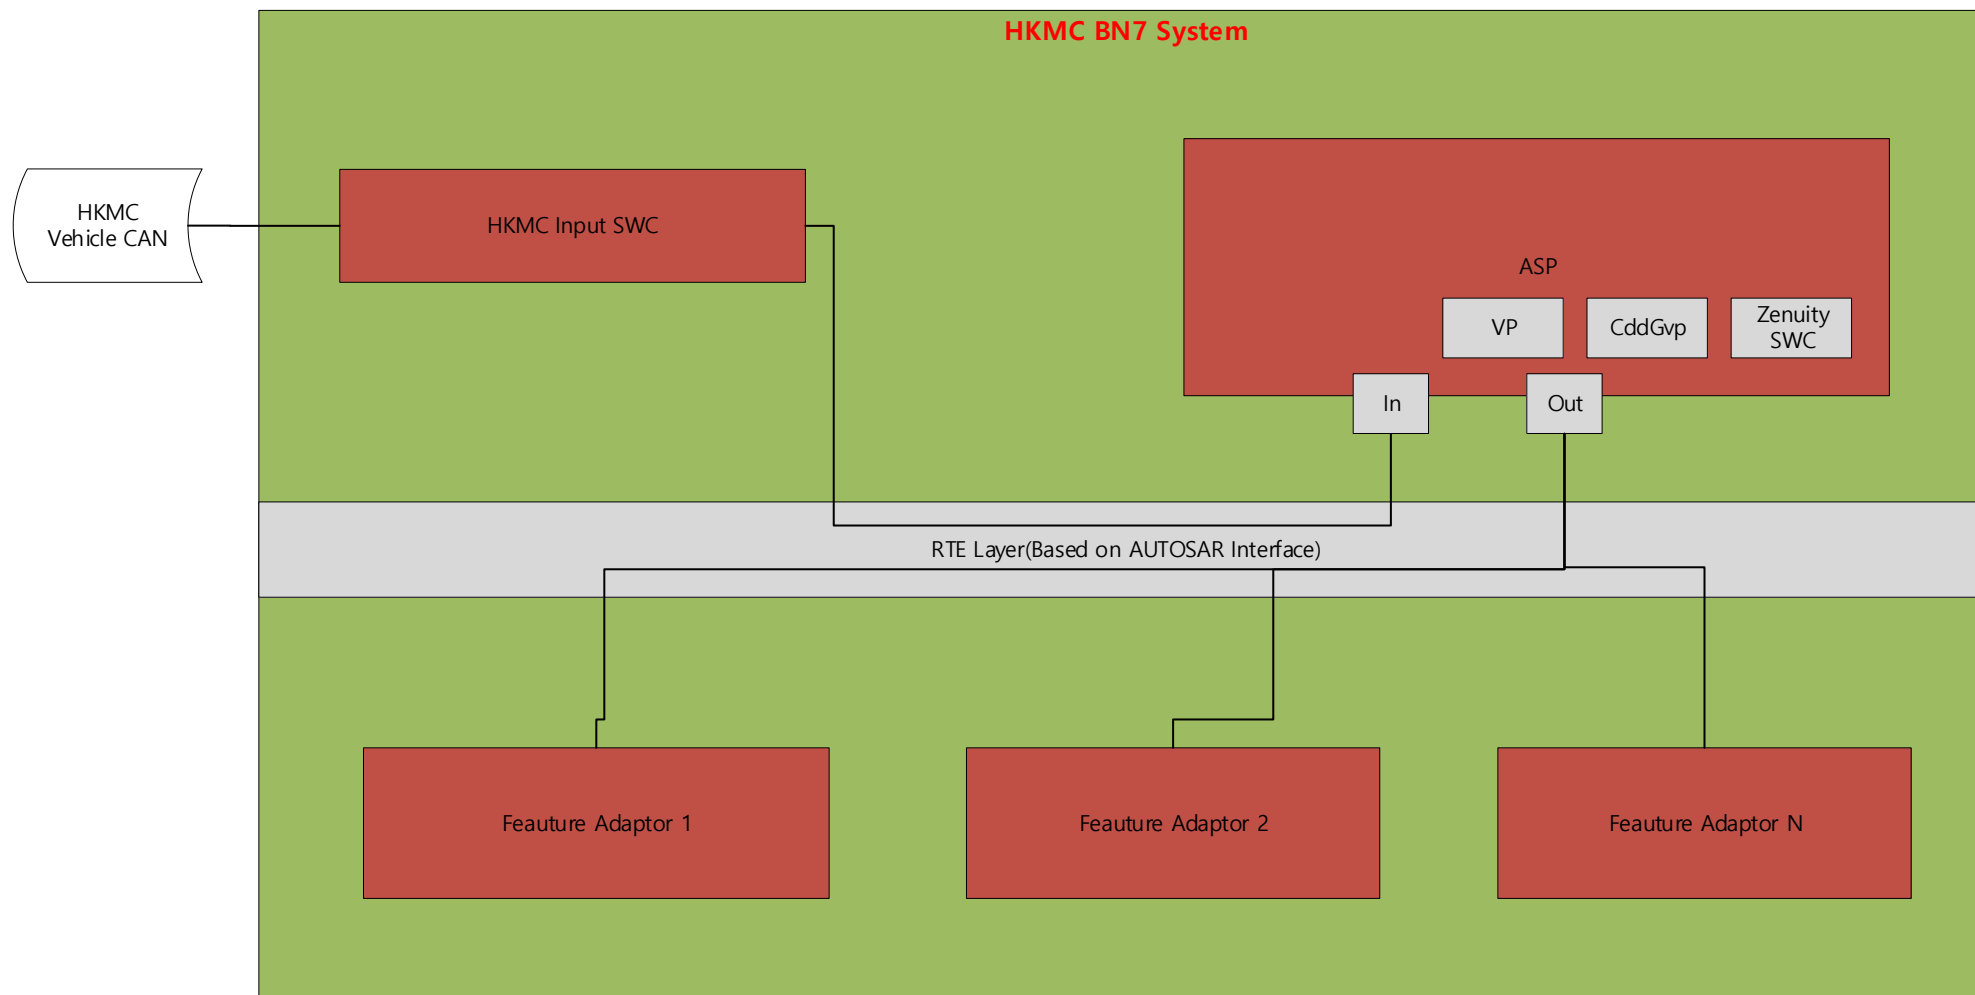 HKMC BN7 System
HKMC
Vehicle CAN
HKMC Input SWC
ASP
VP
CddGvp
Zenuity
SWC
In
Out
RTE Layer(Based on AUTOSAR Interface)
Feauture Adaptor 1
Feauture Adaptor 2
Feauture Adaptor N